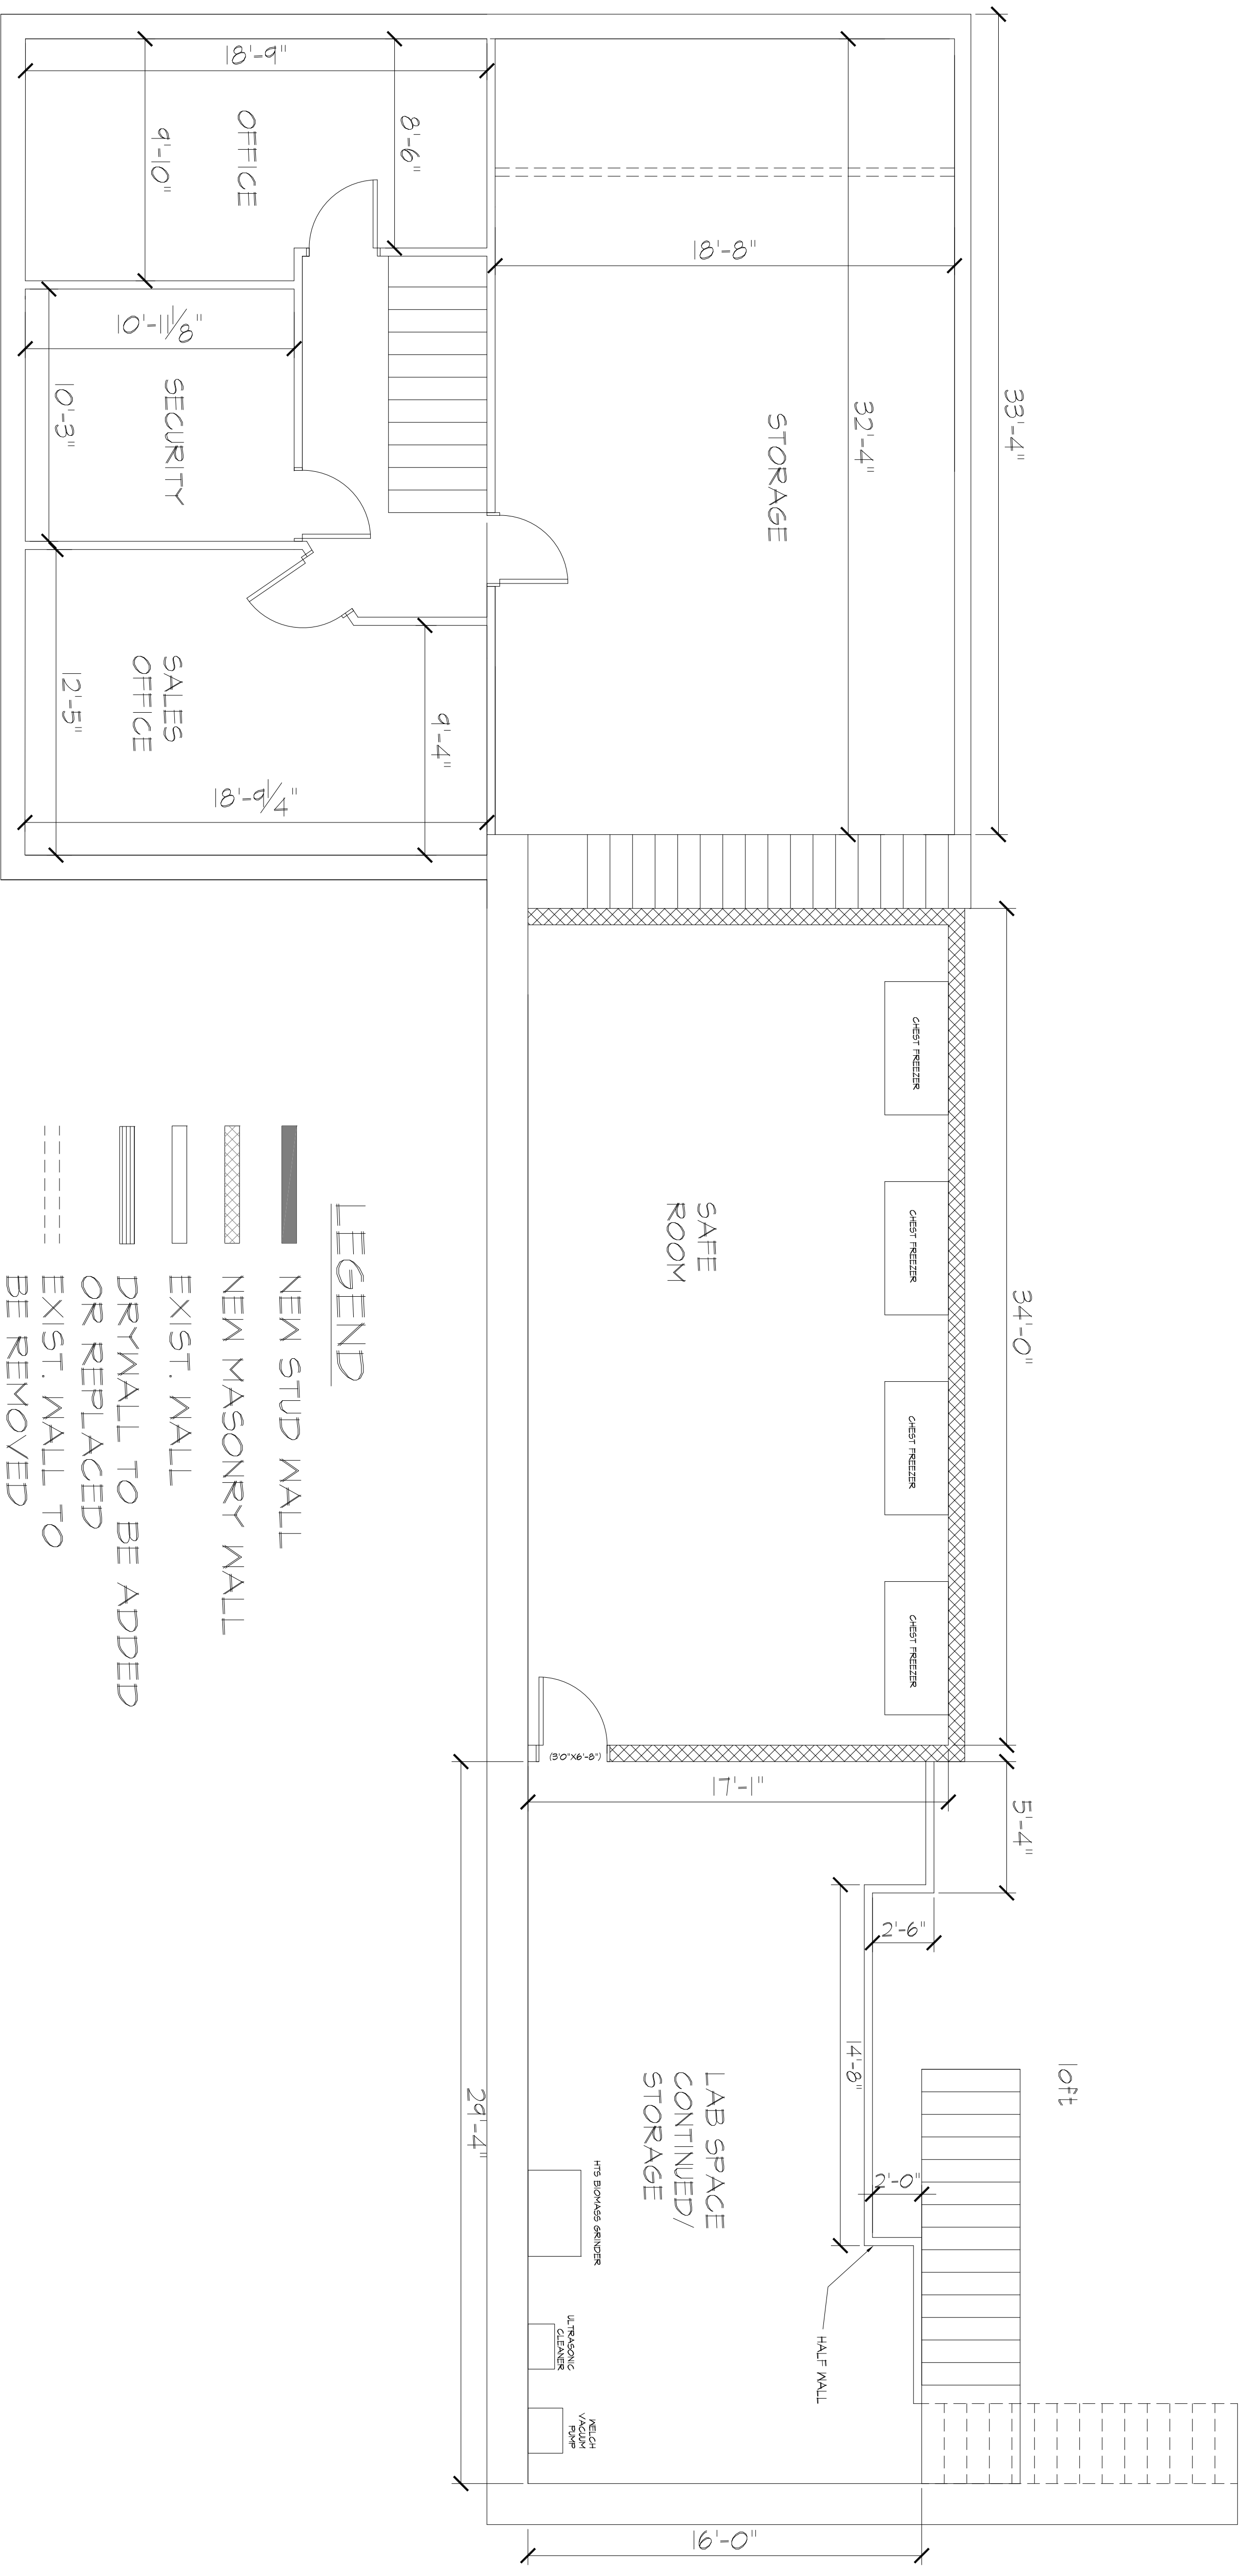 33'-4"
32'-4"
18'-8"
STORAGE
18'-9"
8'-6"
9'-10"
OFFICE
10'-11/8"
10'-3"
SECURITY
SALES
OFFICE
12'-5"
9'-4"
18'-9/4"
34'-0"
CHEST FREEZER
CHEST FREEZER
CHEST FREEZER
CHEST FREEZER
SAFE
ROOM
(3'0"X6'-8")
17'-1"
5'-4"
2'-6"
14'-8"
2'-0"
loft
LAB SPACE
CONTINUED/
STORAGE
HALF WALL
HTS BIOMASS GRINDER
ULTRASONIC
CLEANER
WELCH
VACUUM
PUMP
29'-4"
16'-0"
LEGEND
NEW STUD WALL
NEW MASONRY WALL
EXIST. WALL
DRYWALL TO BE ADDED
OR REPLACED
EXIST. WALL TO
BE REMOVED